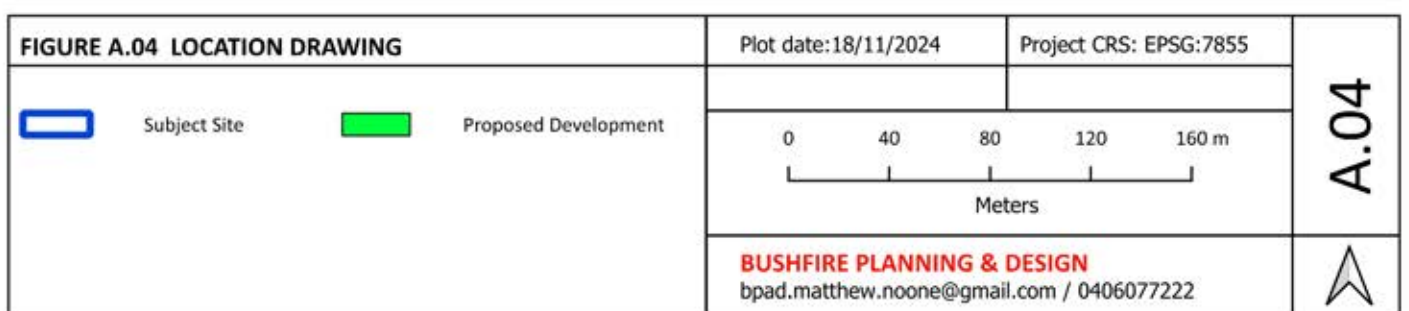 FIGURE A.04 LOCATION DRAWING
Plot date:18/11/2024
Project CRS: EPSG:7855
Subject Site
Proposed Development
0 40 80 120 160 m
Meters
BUSHFIRE PLANNING & DESIGN
bpad.matthew.noone@gmail.com / 0406077222
A.04